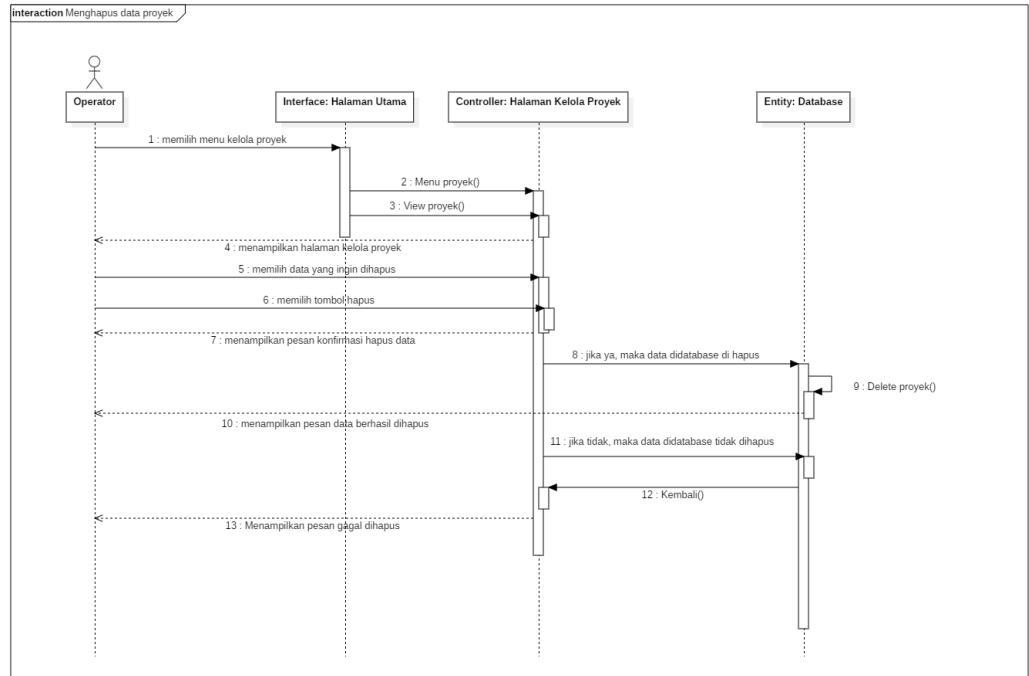 interaction Menghapus data proyek
Operator
Interface: Halaman Utama
Controller: Halaman Kelola Proyek
Entity: Database
1 : memilih menu kelola proyek
2 : Menu proyek()
3 : View proyek()
4 : menampilkan halaman kelola proyek
5 : memilih data yang ingin dihapus
6 : memilih tombol hapus
7 : menampilkan pesan konfirmasi hapus data
8 : jika ya, maka data didatabase di hapus
9 : Delete proyek()
10 : menampilkan pesan data berhasil dihapus
11 : jika tidak, maka data didatabase tidak dihapus
12 : Kembali()
13 : Menampilkan pesan gagal dihapus